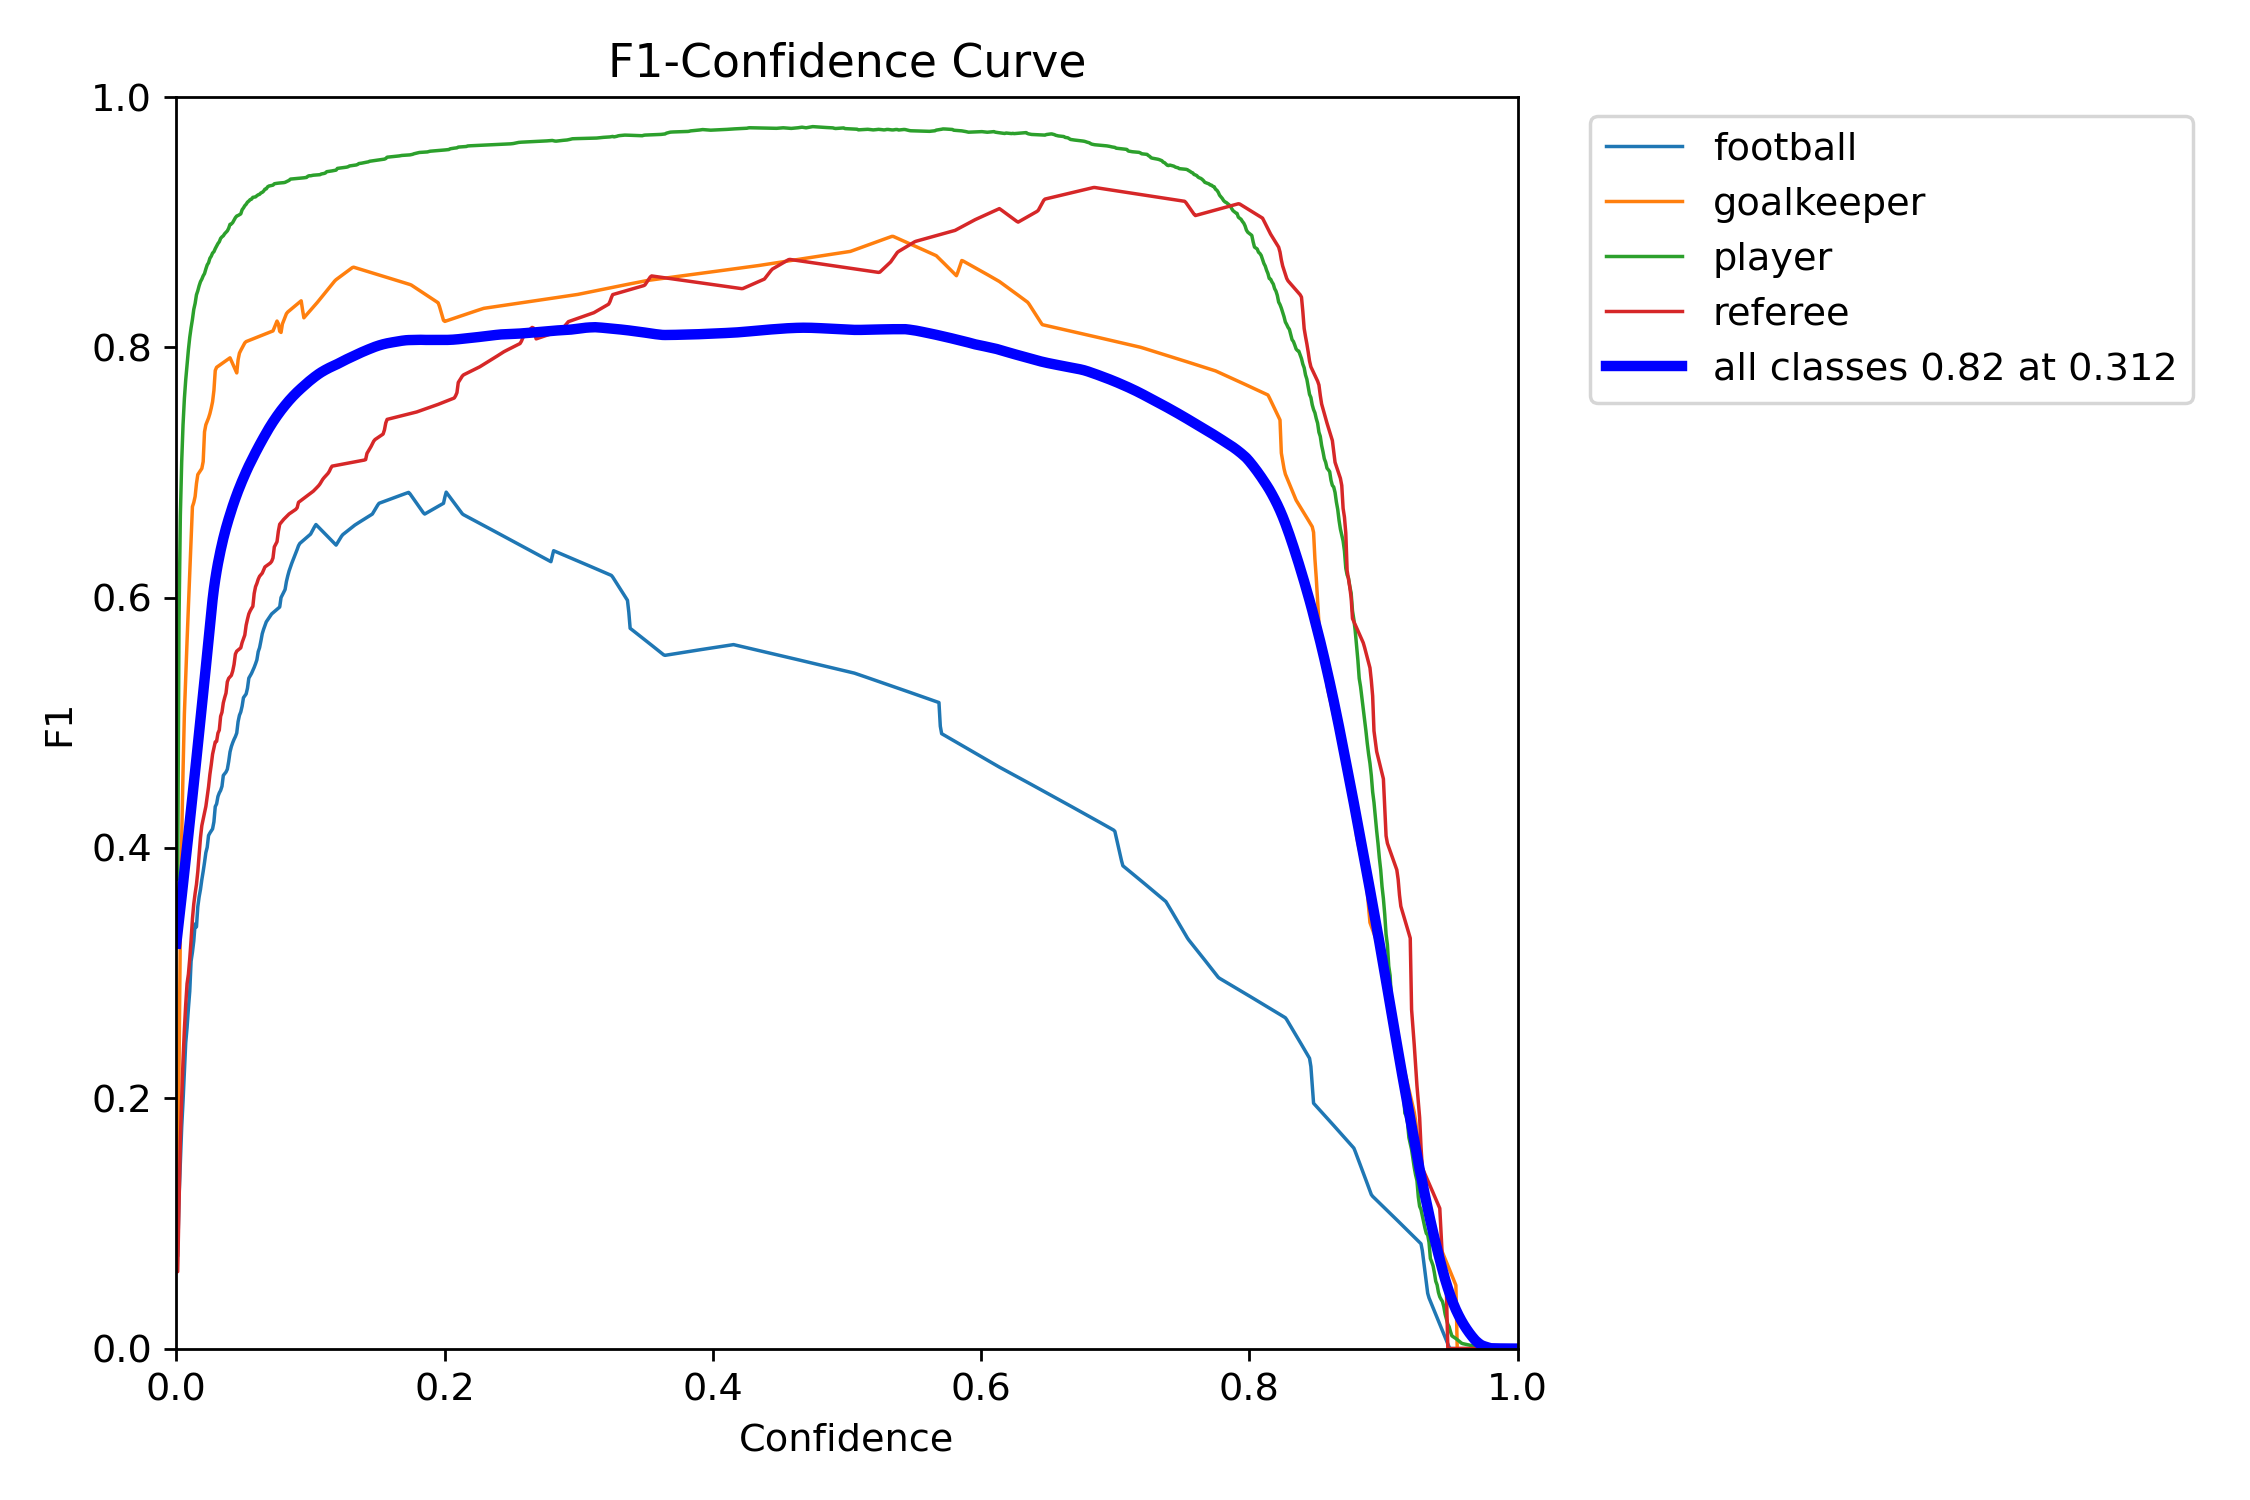 F1-Confidence Curve
1.0
0.8
0.6
0.4
0.2
0.0
F1
0.0 0.2 0.4 0.6 0.8 1.0
Confidence
football
goalkeeper
player
referee
all classes 0.82 at 0.312